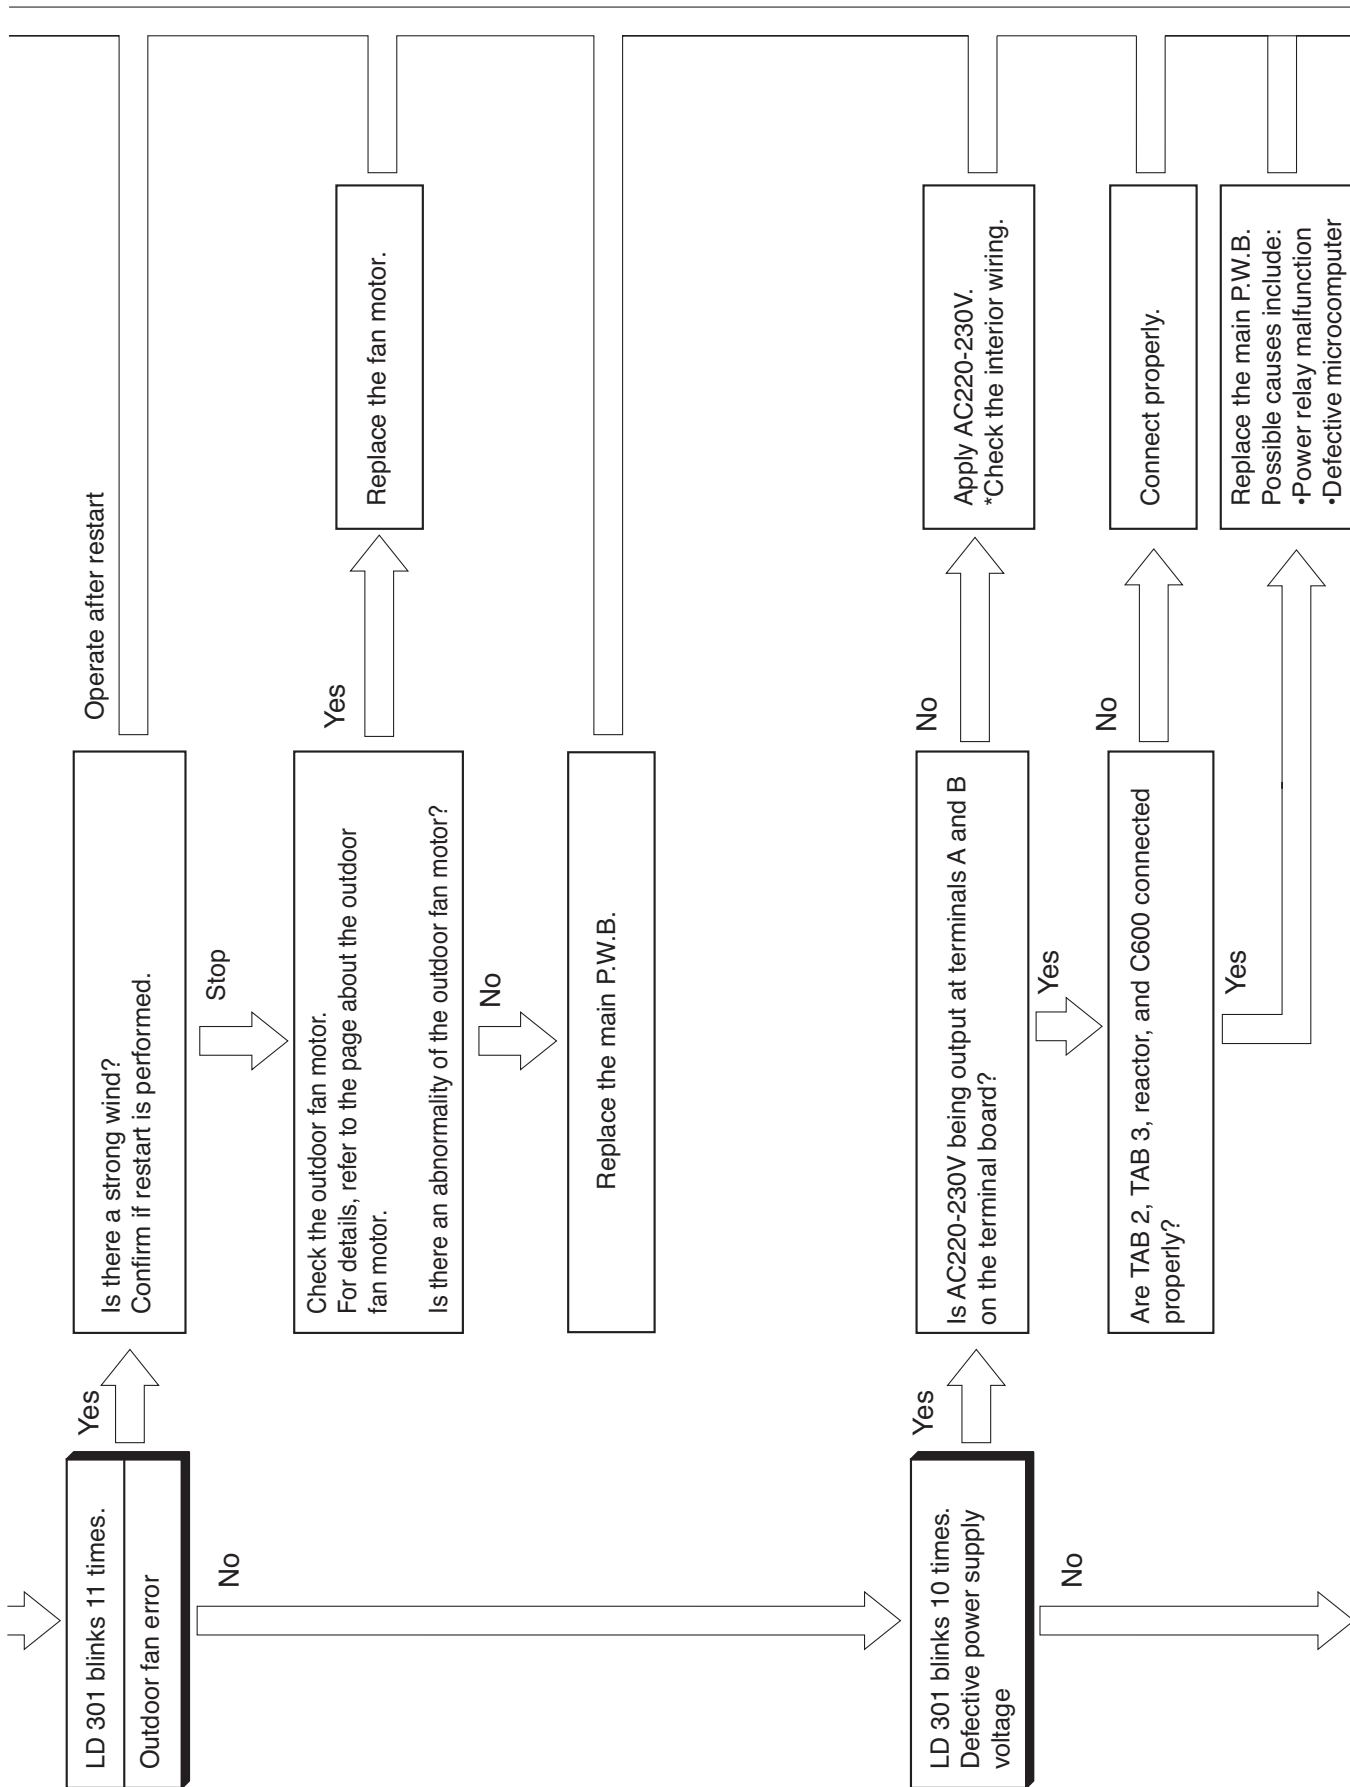 LD 301 blinks 11 times.
Outdoor fan error
Yes
Is there a strong wind?
Confirm if restart is performed.
Operate after restart
Stop
Check the outdoor fan motor.
For details, refer to the page about the outdoor
fan motor.
Is there an abnormality of the outdoor fan motor?
Yes
Replace the fan motor.
No
Replace the main P.W.B.
No
LD 301 blinks 10 times.
Defective power supply
voltage
Yes
Is AC220-230V being output at terminals A and B
on the terminal board?
No
Apply AC220-230V.
*Check the interior wiring.
Yes
Are TAB 2, TAB 3, reactor, and C600 connected
properly?
No
Connect properly.
Yes
Replace the main P.W.B.
Possible causes include:
•Power relay malfunction
•Defective microcomputer
No